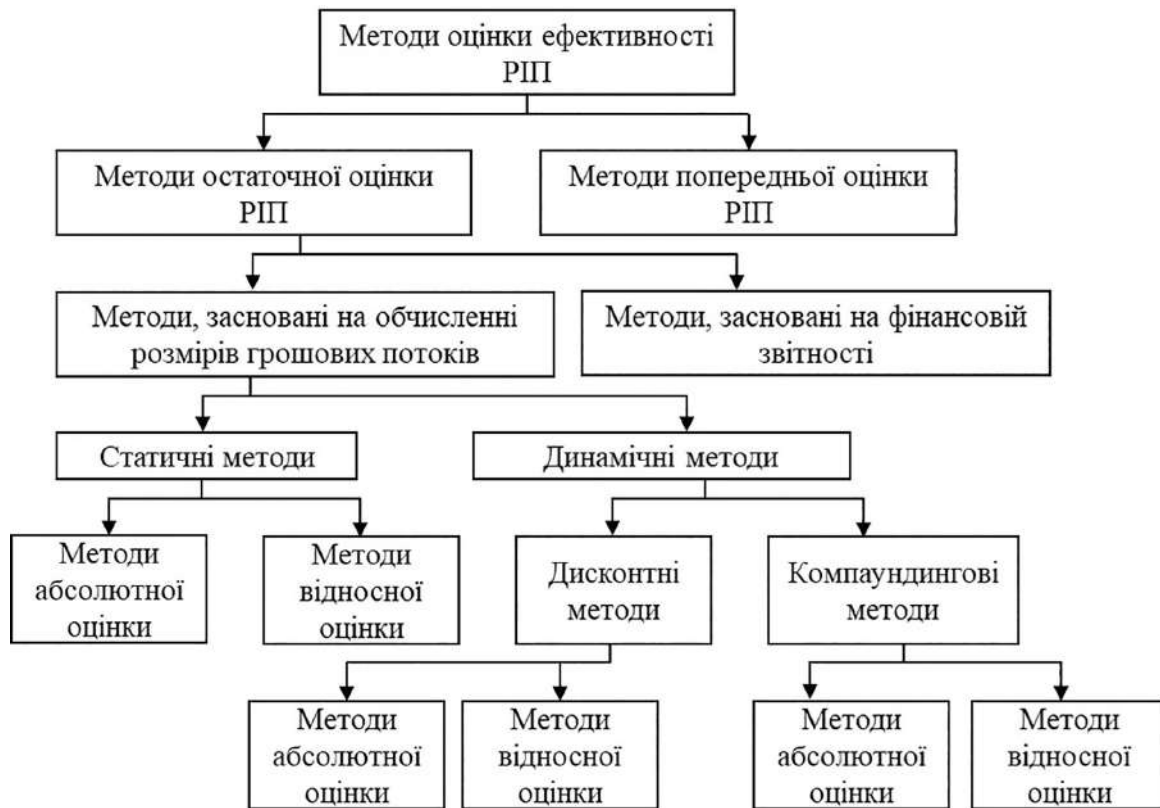 Методи оцінки ефективності
РІП
Методи остаточної оцінки
РІП
Методи попередньої оцінки
РІП
Методи, засновані на обчисленні
розмірів грошових потоків
Методи, засновані на фінансовій
звітності
Статичні методи
Динамічні методи
Методи
абсолютної
оцінки
Методи
відносної
оцінки
Дисконтні
методи
Компаундингові
методи
Методи
абсолютної
оцінки
Методи
відносної
оцінки
Методи
абсолютної
оцінки
Методи
відносної
оцінки